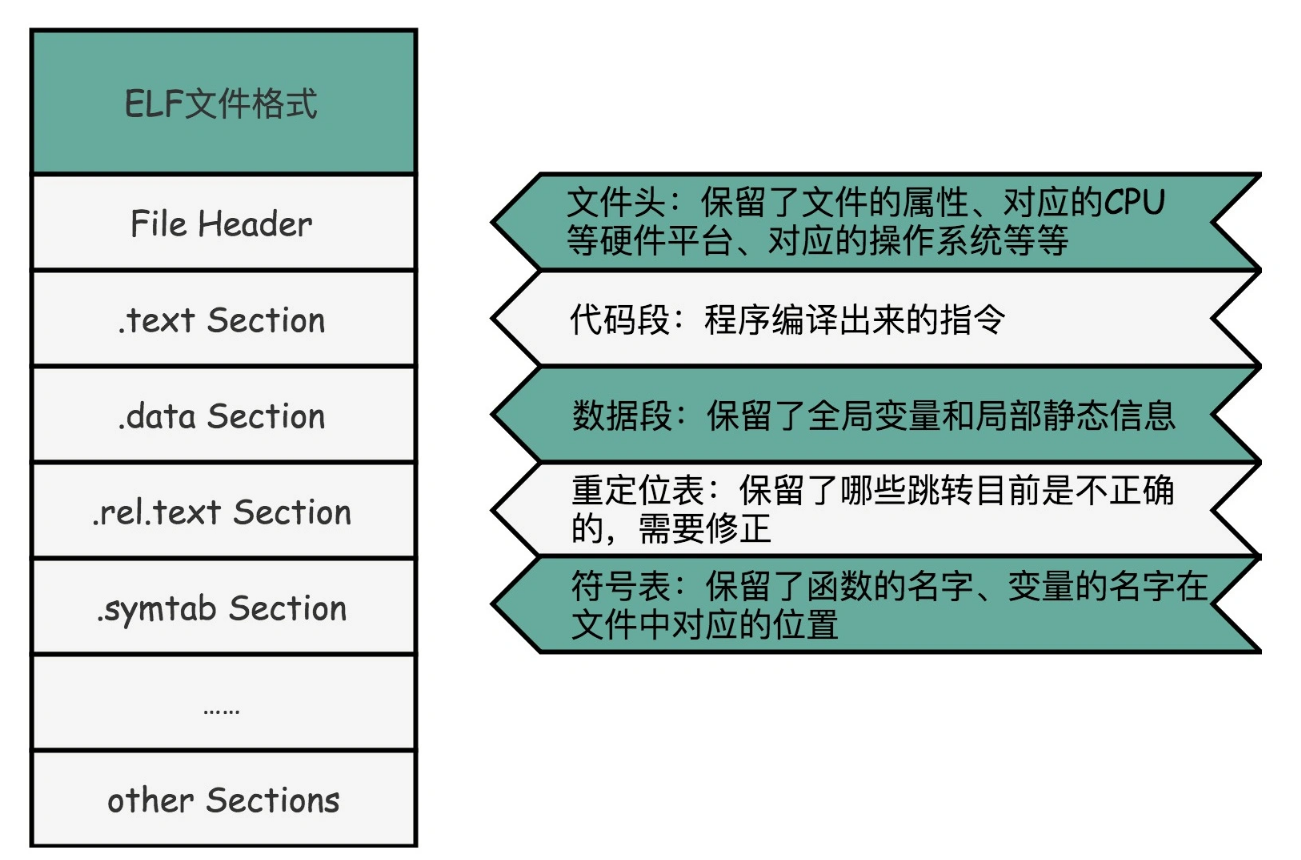 ELF文件格式
File Header
文件头：保留了文件的属性、对应的CPU
等硬件平台、对应的操作系统等等
.text Section
代码段：程序编译出来的指令
.data Section
数据段：保留了全局变量和局部静态信息
.rel.text Section
重定位表：保留了哪些跳转目前是不正确
的，需要修正
.symtab Section
符号表：保留了函数的名字、变量的名字在
文件中对应的位置
……
other Sections